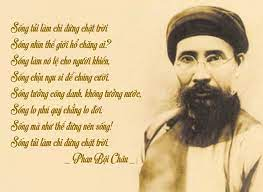 Sống tủi làm chi đứng chật trời
Sống nhìn thế giới hổ chăng ai?
Sống làm nô lệ cho người khiến,
Sống chịu ngu si để chúng cười.
Sống tưởng công danh, không tưởng nước,
Sống lo phú quý chẳng lo đời.
Sống mà như thế đừng nên sống!
Sống tủi làm chi đứng chật trời.
_ Phan Bội Châu _